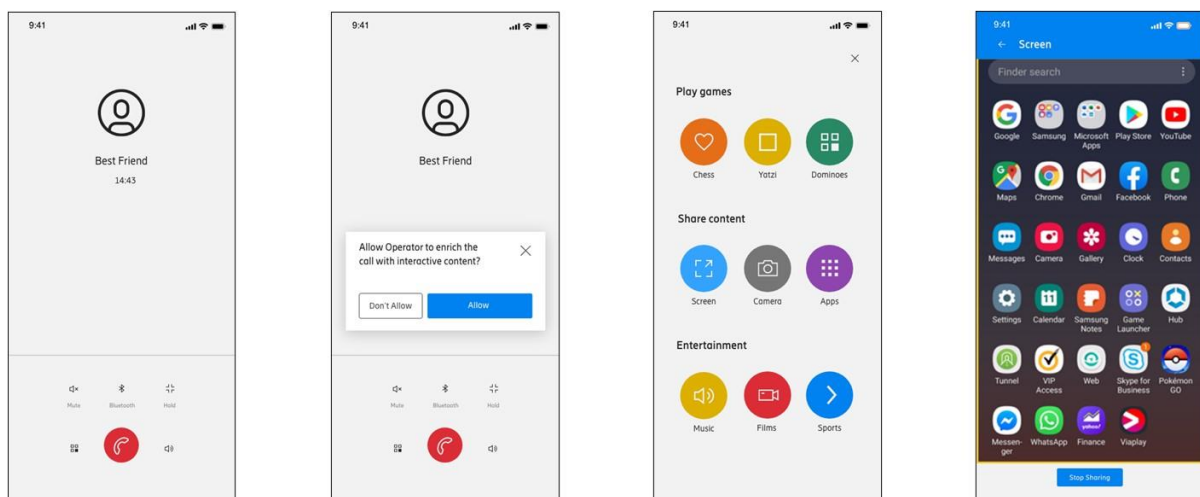 9:41
Best Friend
14:43
Mute Bluetooth Hold
9:41
Best Friend
Allow Operator to enrich the
call with interactive content?
Don't Allow Allow
Mute Bluetooth Hold
9:41
Play games
Chess Yatzi Dominoes
Share content
Screen Camera Apps
Entertainment
Music Films Sports
9:41
← Screen
Finder search
Google Samsung Microsoft Apps Play Store YouTube
Maps Chrome Gmail Facebook Phone
11
Messages Camera Gallery Clock Contacts
Settings Calendar Samsung Notes Game Launcher Hub
1
Tunnel VIP Access Web Skype for Business Pokémon GO
yahoo!
Messen-
ger WhatsApp Finance Viaplay
Stop Sharing